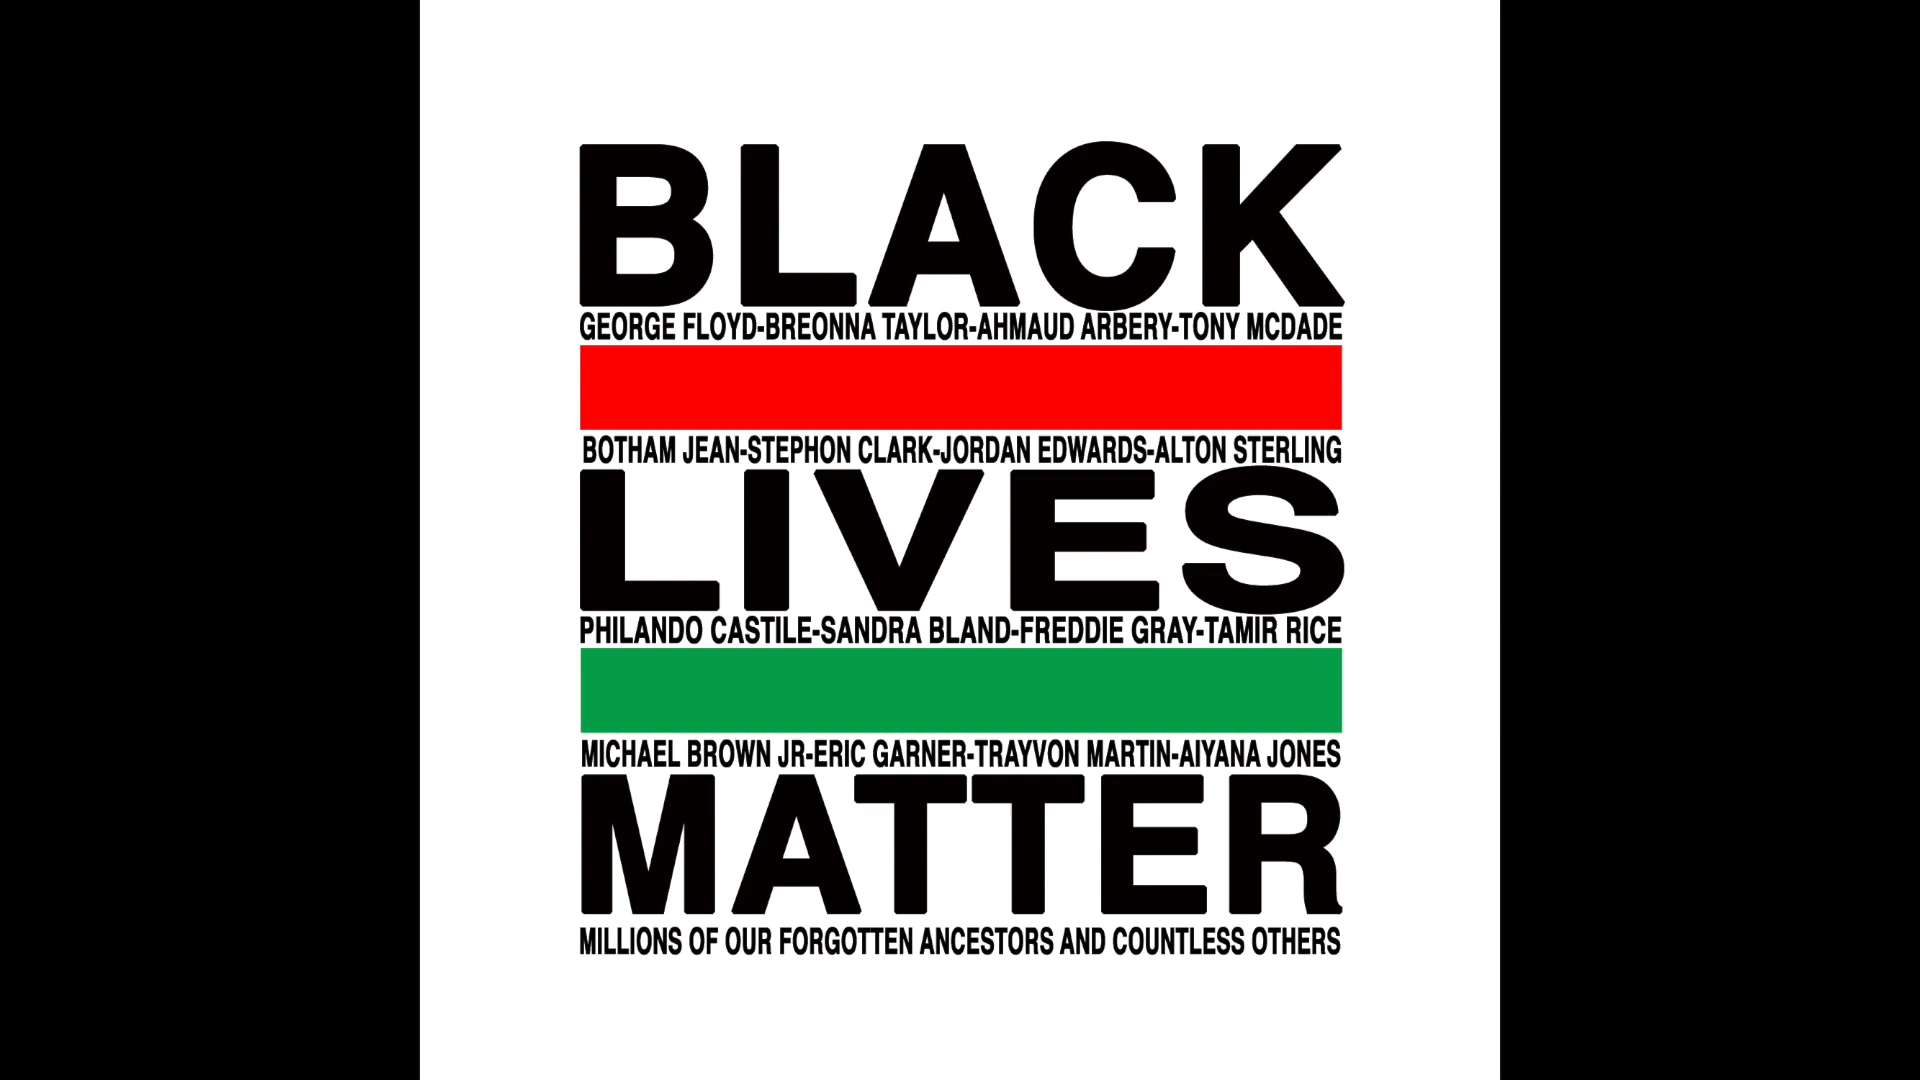 BLACK
GEORGE FLOYD-BREONNA TAYLOR-AHMAUD ARBERY-TONY MCDADE
BOTHAM JEAN-STEPHON CLARK-JORDAN EDWARDS-ALTON STERLING
LIVES
PHILANDO CASTILE-SANDRA BLAND-FREDDIE GRAY-TAMIR RICE
MICHAEL BROWN JR-ERIC GARNER-TRAYVON MARTIN-AIYANA JONES
MATTER
MILLIONS OF OUR FORGOTTEN ANCESTORS AND COUNTLESS OTHERS